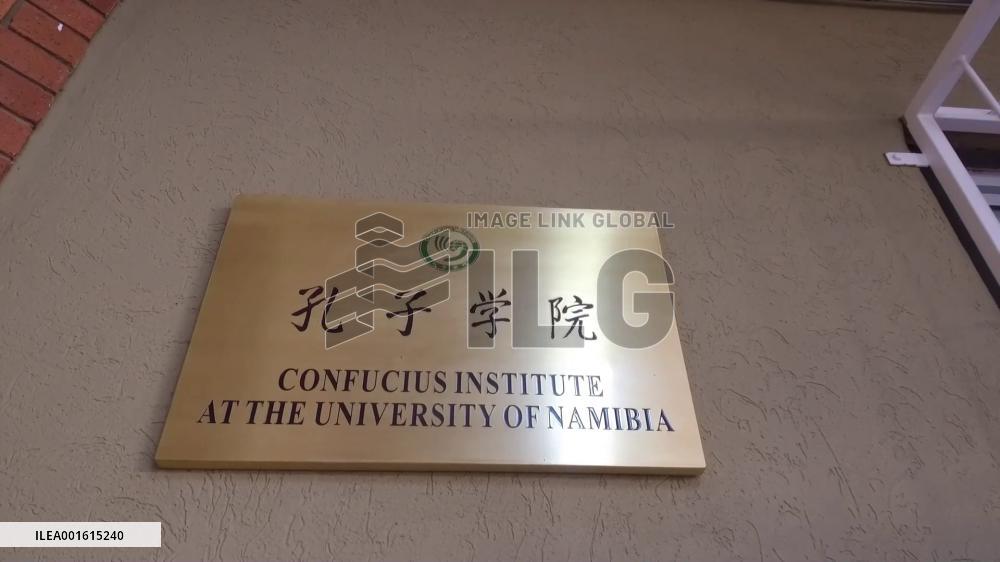 IMAGE LINK GLOBAL
ILG
孔子学院
CONFUCIUS INSTITUTE
AT THE UNIVERSITY OF NAMIBIA
ILEA001615240